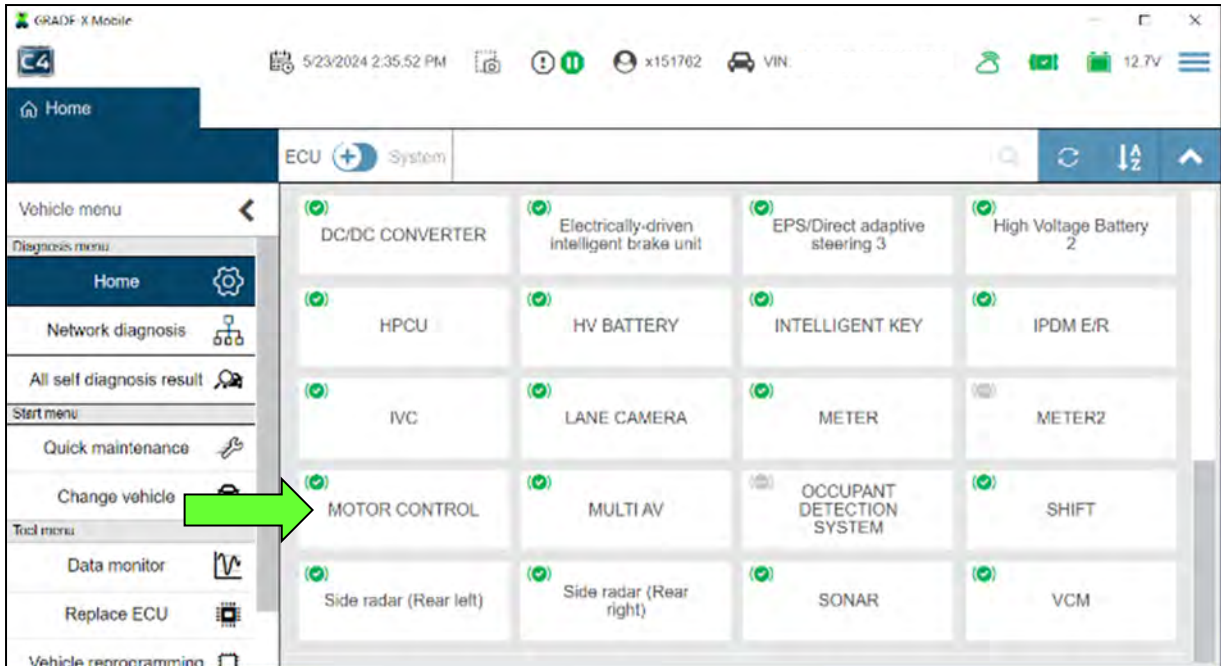 GRADE-X Mobile
C4
5/23/2024 2:35:52 PM
x151762
VIN:
12.7V
Home
ECU
System
Vehicle menu
Diagnosis menu
Home
Network diagnosis
All self diagnosis result
Start menu
Quick maintenance
Change vehicle
Tool menu
Data monitor
Replace ECU
Vehicle reprogramming
DC/DC CONVERTER
Electrically-driven
intelligent brake unit
EPS/Direct adaptive
steering 3
High Voltage Battery
2
HPCU
HV BATTERY
INTELLIGENT KEY
IPDM E/R
IVC
LANE CAMERA
METER
METER2
MOTOR CONTROL
MULTI AV
OCCUPANT
DETECTION
SYSTEM
SHIFT
Side radar (Rear left)
Side radar (Rear
right)
SONAR
VCM